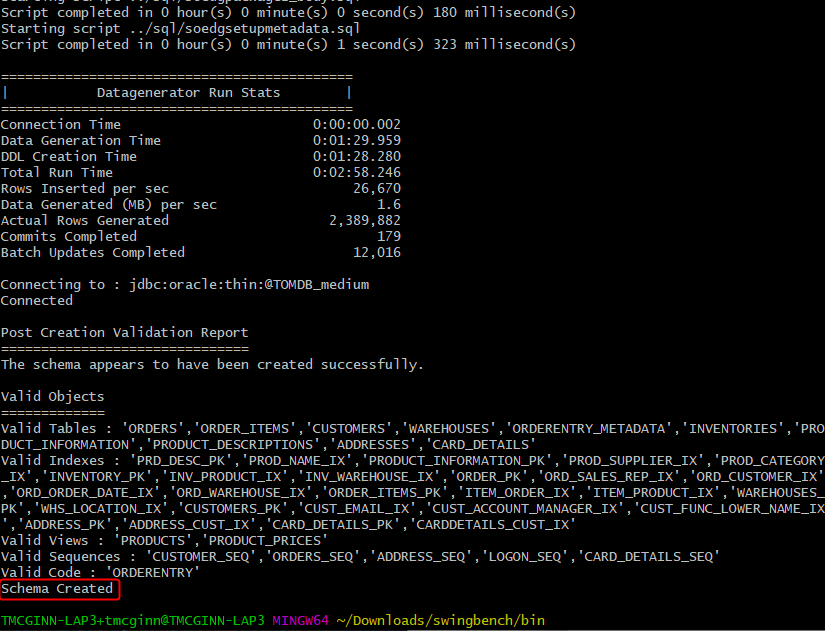 Script completed in 0 hour(s) 0 minute(s) 0 second(s) 180 millisecond(s)
Starting script ../sql/soedgsetupmetadata.sql
Script completed in 0 hour(s) 0 minute(s) 1 second(s) 323 millisecond(s)
============================================
|           Datagenerator Run Stats        |
============================================
Connection Time                        0:00:00.002
Data Generation Time                   0:01:29.959
DDL Creation Time                      0:01:28.280
Total Run Time                         0:02:58.246
Rows Inserted per sec                       26,670
Data Generated (MB) per sec                    1.6
Actual Rows Generated                    2,389,882
Commits Completed                              179
Batch Updates Completed                     12,016
Connecting to : jdbc:oracle:thin:@TOMDB_medium
Connected
Post Creation Validation Report
===============================
The schema appears to have been created successfully.
Valid Objects
=============
Valid Tables : 'ORDERS','ORDER_ITEMS','CUSTOMERS','WAREHOUSES','ORDERENTRY_METADATA','INVENTORIES','PRO
DUCT_INFORMATION','PRODUCT_DESCRIPTIONS','ADDRESSES','CARD_DETAILS'
Valid Indexes : 'PRD_DESC_PK','PROD_NAME_IX','PRODUCT_INFORMATION_PK','PROD_SUPPLIER_IX','PROD_CATEGORY
_IX','INVENTORY_PK','INV_PRODUCT_IX','INV_WAREHOUSE_IX','ORDER_PK','ORD_SALES_REP_IX','ORD_CUSTOMER_IX'
,'ORD_ORDER_DATE_IX','ORD_WAREHOUSE_IX','ORDER_ITEMS_PK','ITEM_ORDER_IX','ITEM_PRODUCT_IX','WAREHOUSES_
PK','WHS_LOCATION_IX','CUSTOMERS_PK','CUST_EMAIL_IX','CUST_ACCOUNT_MANAGER_IX','CUST_FUNC_LOWER_NAME_IX
','ADDRESS_PK','ADDRESS_CUST_IX','CARD_DETAILS_PK','CARDDETAILS_CUST_IX'
Valid Views : 'PRODUCTS','PRODUCT_PRICES'
Valid Sequences : 'CUSTOMER_SEQ','ORDERS_SEQ','ADDRESS_SEQ','LOGON_SEQ','CARD_DETAILS_SEQ'
Valid Code : 'ORDERENTRY'
Schema Created
TMCGINN-LAP3+tmcginn@TMCGINN-LAP3 MINGW64 ~/Downloads/swingbench/bin